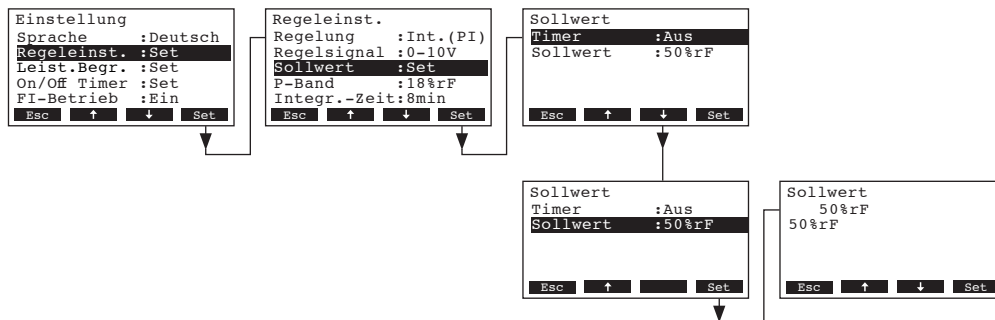 Einstellung
Sprache :Deutsch
Regeleinst. :Set
Leist.Begr. :Set
On/Off Timer :Set
FI-Betrieb :Ein
Esc ↑ ↓ Set
Regeleinst.
Regelung :Int.(PI)
Regelsignal :0-10V
Sollwert :Set
P-Band :18%rF
Integr.-Zeit:8min
Esc ↑ ↓ Set
Sollwert
Timer :Aus
Sollwert :50%rF
Esc ↑ ↓ Set
Sollwert
Timer :Aus
Sollwert :50%rF
Esc ↑ Set
Sollwert
50%rF
50%rF
Esc ↑ ↓ Set